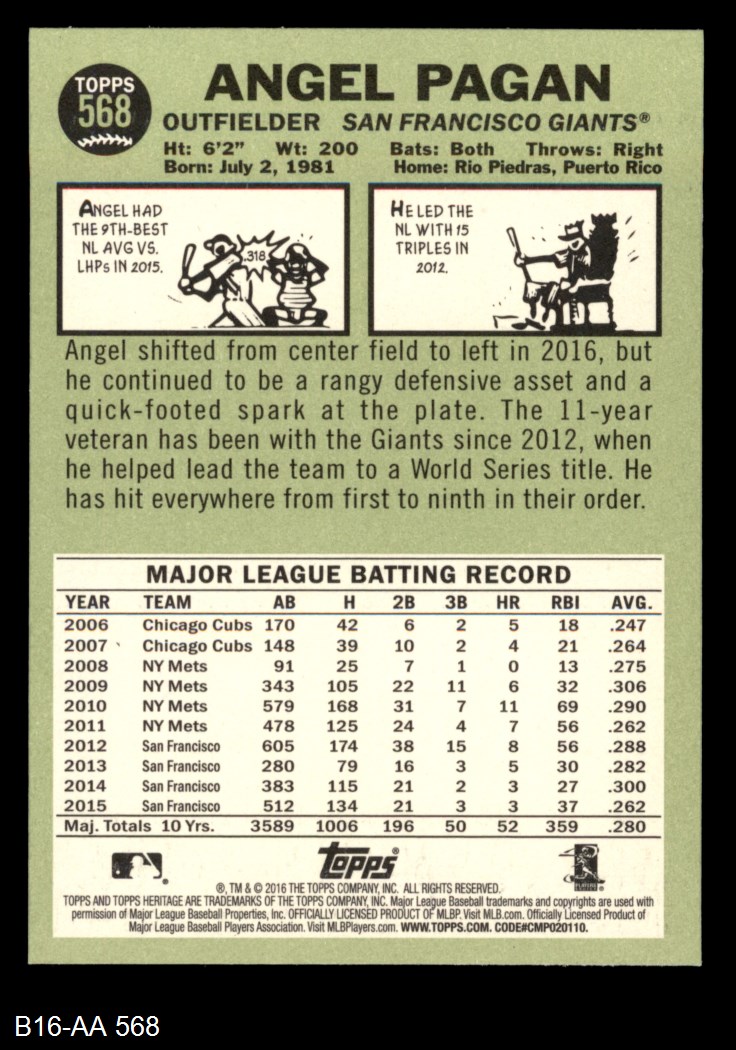 TOPPS
568
ANGEL PAGAN
OUTFIELDER SAN FRANCISCO GIANTS®
Ht: 6'2" Wt: 200 Bats: Both Throws: Right
Born: July 2, 1981 Home: Rio Piedras, Puerto Rico
ANGEL HAD
THE 9TH-BEST
NL AVG VS.
LHPs IN 2015.
.318
HE LED THE
NL WITH 15
TRIPLES IN
2012.
Angel shifted from center field to left in 2016, but
he continued to be a rangy defensive asset and a
quick-footed spark at the plate. The 11-year
veteran has been with the Giants since 2012, when
he helped lead the team to a World Series title. He
has hit everywhere from first to ninth in their order.
MAJOR LEAGUE BATTING RECORD
YEAR TEAM AB H 2B 3B HR RBI AVG.
2006 Chicago Cubs 170 42 6 2 5 18 .247
2007 Chicago Cubs 148 39 10 2 4 21 .264
2008 NY Mets 91 25 7 1 0 13 .275
2009 NY Mets 343 105 22 11 6 32 .306
2010 NY Mets 579 168 31 7 11 69 .290
2011 NY Mets 478 125 24 4 7 56 .262
2012 San Francisco 605 174 38 15 8 56 .288
2013 San Francisco 280 79 16 3 5 30 .282
2014 San Francisco 383 115 21 2 3 27 .300
2015 San Francisco 512 134 21 3 3 37 .262
Maj. Totals 10 Yrs. 3589 1006 196 50 52 359 .280
Topps®
®, TM & © 2016 THE TOPPS COMPANY, INC. ALL RIGHTS RESERVED.
TOPPS AND TOPPS HERITAGE ARE TRADEMARKS OF THE TOPPS COMPANY, INC. Major League Baseball trademarks and copyrights are used with
permission of Major League Baseball Properties, Inc. OFFICIALLY LICENSED PRODUCT OF MLBP. Visit MLB.com. Officially Licensed Product of
Major League Baseball Players Association. Visit MLBPlayers.com. WWW.TOPPS.COM. CODE#CMP020110.
B16-AA 568